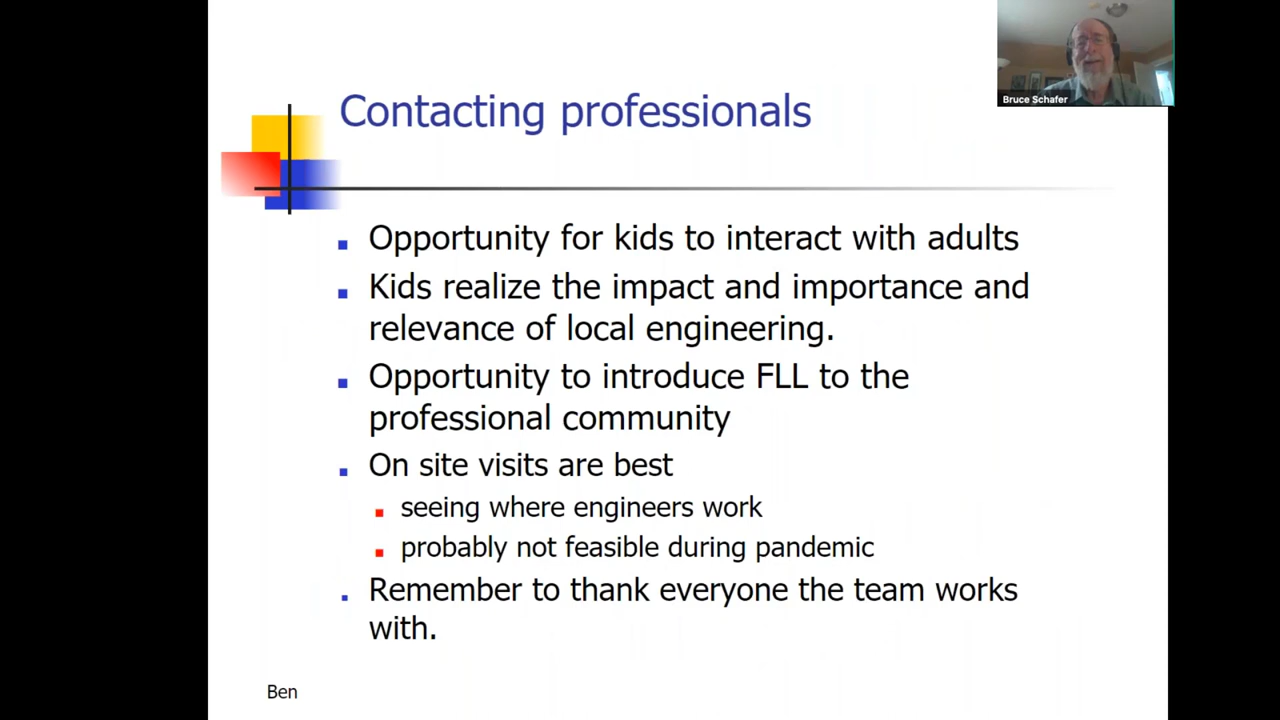 Bruce Schafer
Contacting professionals
Opportunity for kids to interact with adults
Kids realize the impact and importance and
relevance of local engineering.
Opportunity to introduce FLL to the
professional community
On site visits are best
seeing where engineers work
probably not feasible during pandemic
Remember to thank everyone the team works
with.
Ben